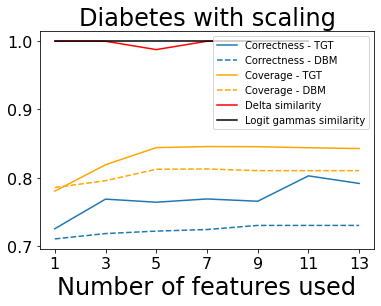 Diabetes with scaling
1.0
0.9
0.8
0.7
Correctness - TGT
Correctness - DBM
Coverage - TGT
Coverage - DBM
Delta similarity
Logit gammas similarity
1 3 5 7 9 11 13
Number of features used